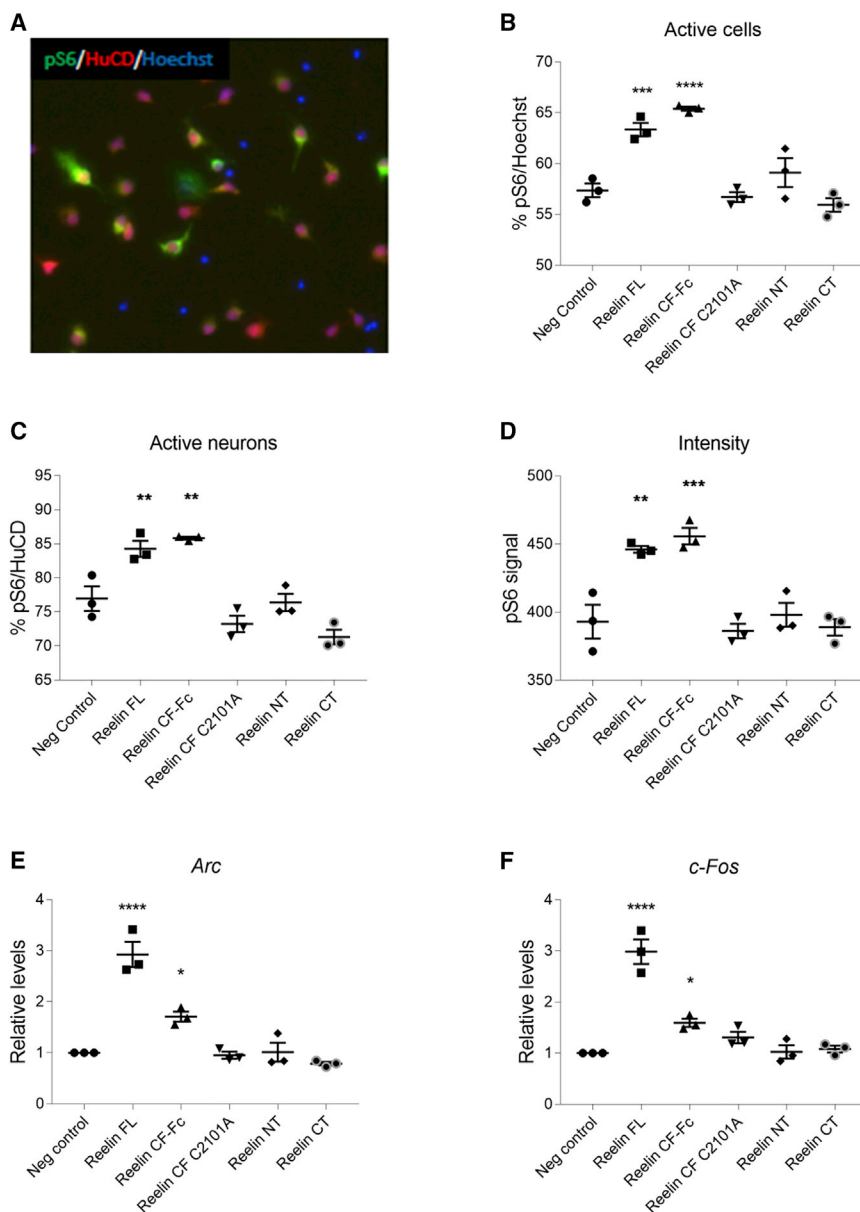 A
pS6/HuCD/Hoechst
B
Active cells
% pS6/Hoechst
70
65
60
55
50
*** ****
Neg Control
Reelin FL
Reelin CF-Fc
Reelin CF C2101A
Reelin NT
Reelin CT
C
Active neurons
% pS6/HuCD
95
90
85
80
75
70
65
** **
Neg Control
Reelin FL
Reelin CF-Fc
Reelin CF C2101A
Reelin NT
Reelin CT
D
Intensity
pS6 signal
500
450
400
350
** ***
Neg Control
Reelin FL
Reelin CF-Fc
Reelin CF C2101A
Reelin NT
Reelin CT
E
Arc
Relative levels
4
3
2
1
0
****
*
Neg control
Reelin FL
Reelin CF-Fc
Reelin CF C2101A
Reelin NT
Reelin CT
F
c-Fos
Relative levels
4
3
2
1
0
****
*
Neg control
Reelin FL
Reelin CF-Fc
Reelin CF C2101A
Reelin NT
Reelin CT